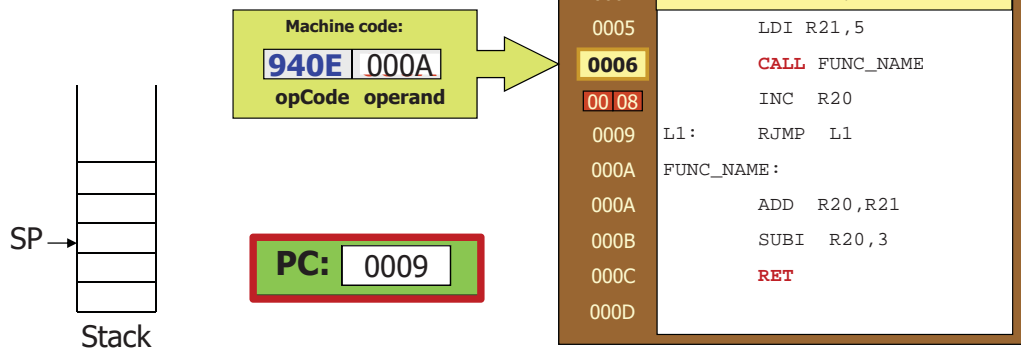 Machine code:
940E 000A
opCode operand
SP
Stack
PC: 0009
0005 LDI R21,5
0006 CALL FUNC_NAME
00 08 INC R20
0009 L1: RJMP L1
000A FUNC_NAME:
000A ADD R20,R21
000B SUBI R20,3
000C RET
000D